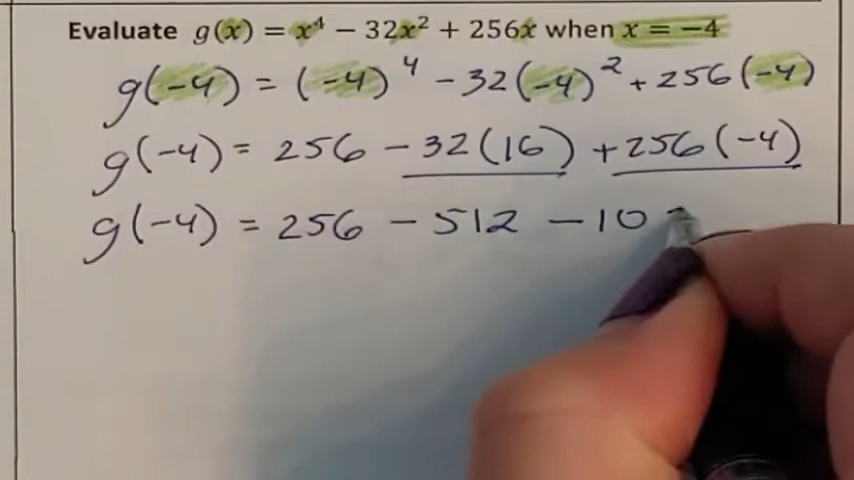 Evaluate g(x) = x⁴ − 32x² + 256x when x = −4
g(-4) = (-4)⁴ - 32(-4)² + 256(-4)
g(-4) = 256 - 32(16) + 256(-4)
g(-4) = 256 - 512 - 10